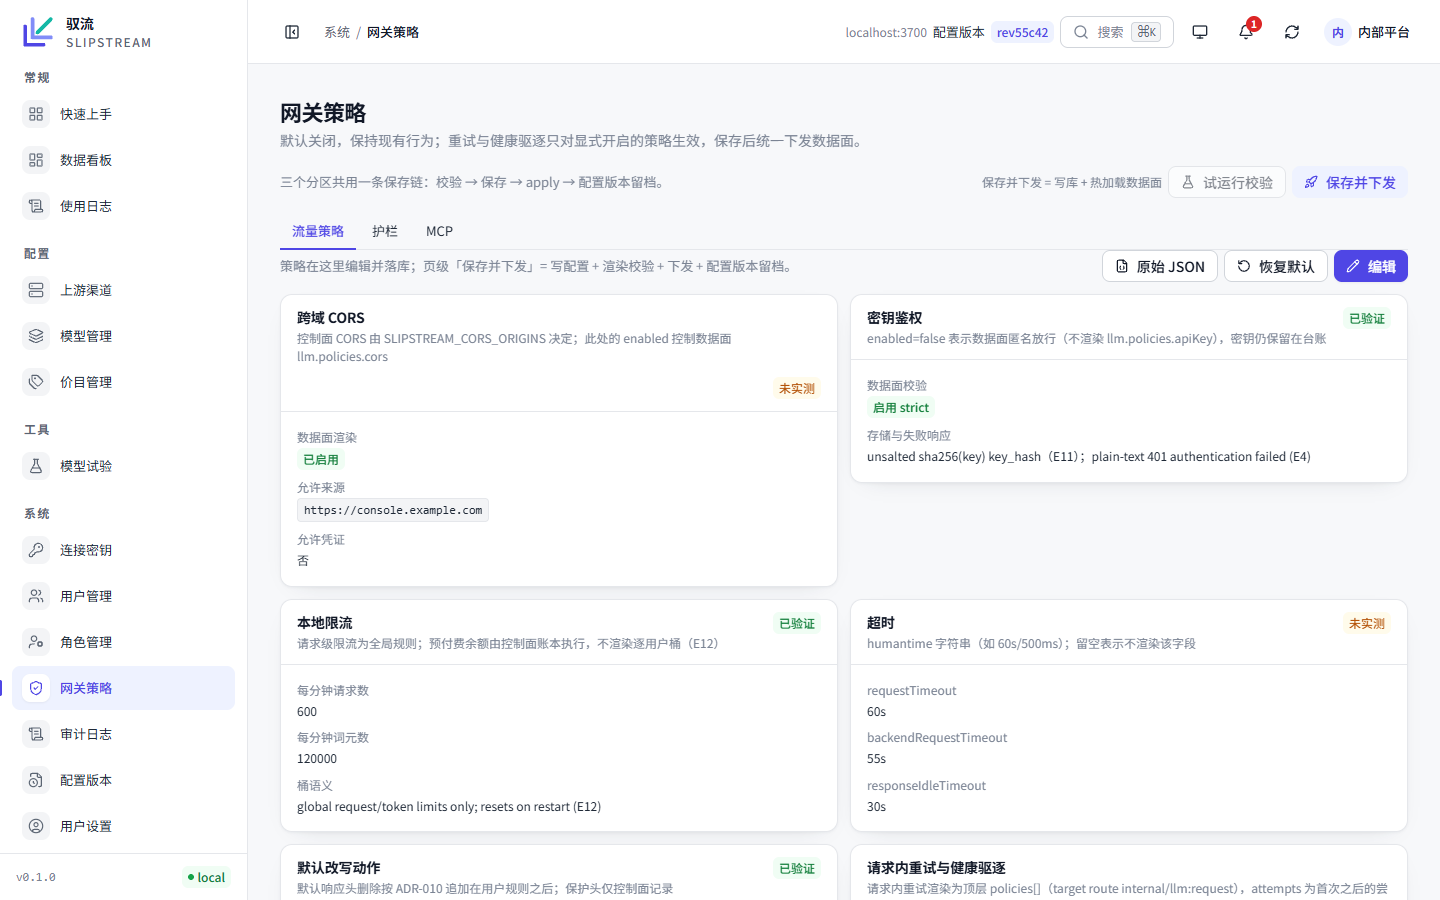 驭流
SLIPSTREAM
常规
快速上手
数据看板
使用日志
配置
上游渠道
模型管理
价目管理
工具
模型试验
系统
连接密钥
用户管理
角色管理
网关策略
审计日志
配置版本
用户设置
v0.1.0
local
系统 / 网关策略
localhost:3700 配置版本 rev55c42
搜索 ⌘K
1
内 内部平台
网关策略
默认关闭，保持现有行为；重试与健康驱逐只对显式开启的策略生效，保存后统一下发数据面。
三个分区共用一条保存链：校验 → 保存 → apply → 配置版本留档。
保存并下发 = 写库 + 热加载数据面
试运行校验
保存并下发
流量策略
护栏
MCP
策略在这里编辑并落库；页级「保存并下发」= 写配置 + 渲染校验 + 下发 + 配置版本留档。
原始 JSON
恢复默认
编辑
跨域 CORS
控制面 CORS 由 SLIPSTREAM_CORS_ORIGINS 决定；此处的 enabled 控制数据面
llm.policies.cors
未实测
数据面渲染
已启用
允许来源
https://console.example.com
允许凭证
否
密钥鉴权
已验证
enabled=false 表示数据面匿名放行（不渲染 llm.policies.apiKey），密钥仍保留在台账
数据面校验
启用 strict
存储与失败响应
unsalted sha256(key) key_hash（E11）；plain-text 401 authentication failed (E4)
本地限流
已验证
请求级限流为全局规则；预付费余额由控制面账本执行，不渲染逐用户桶（E12）
每分钟请求数
600
每分钟词元数
120000
桶语义
global request/token limits only; resets on restart (E12)
超时
未实测
humantime 字符串（如 60s/500ms）；留空表示不渲染该字段
requestTimeout
60s
backendRequestTimeout
55s
responseIdleTimeout
30s
默认改写动作
已验证
默认响应头删除按 ADR-010 追加在用户规则之后；保护头仅控制面记录
请求内重试与健康驱逐
请求内重试渲染为顶层 policies[]（target route internal/llm:request），attempts 为首次之后的尝